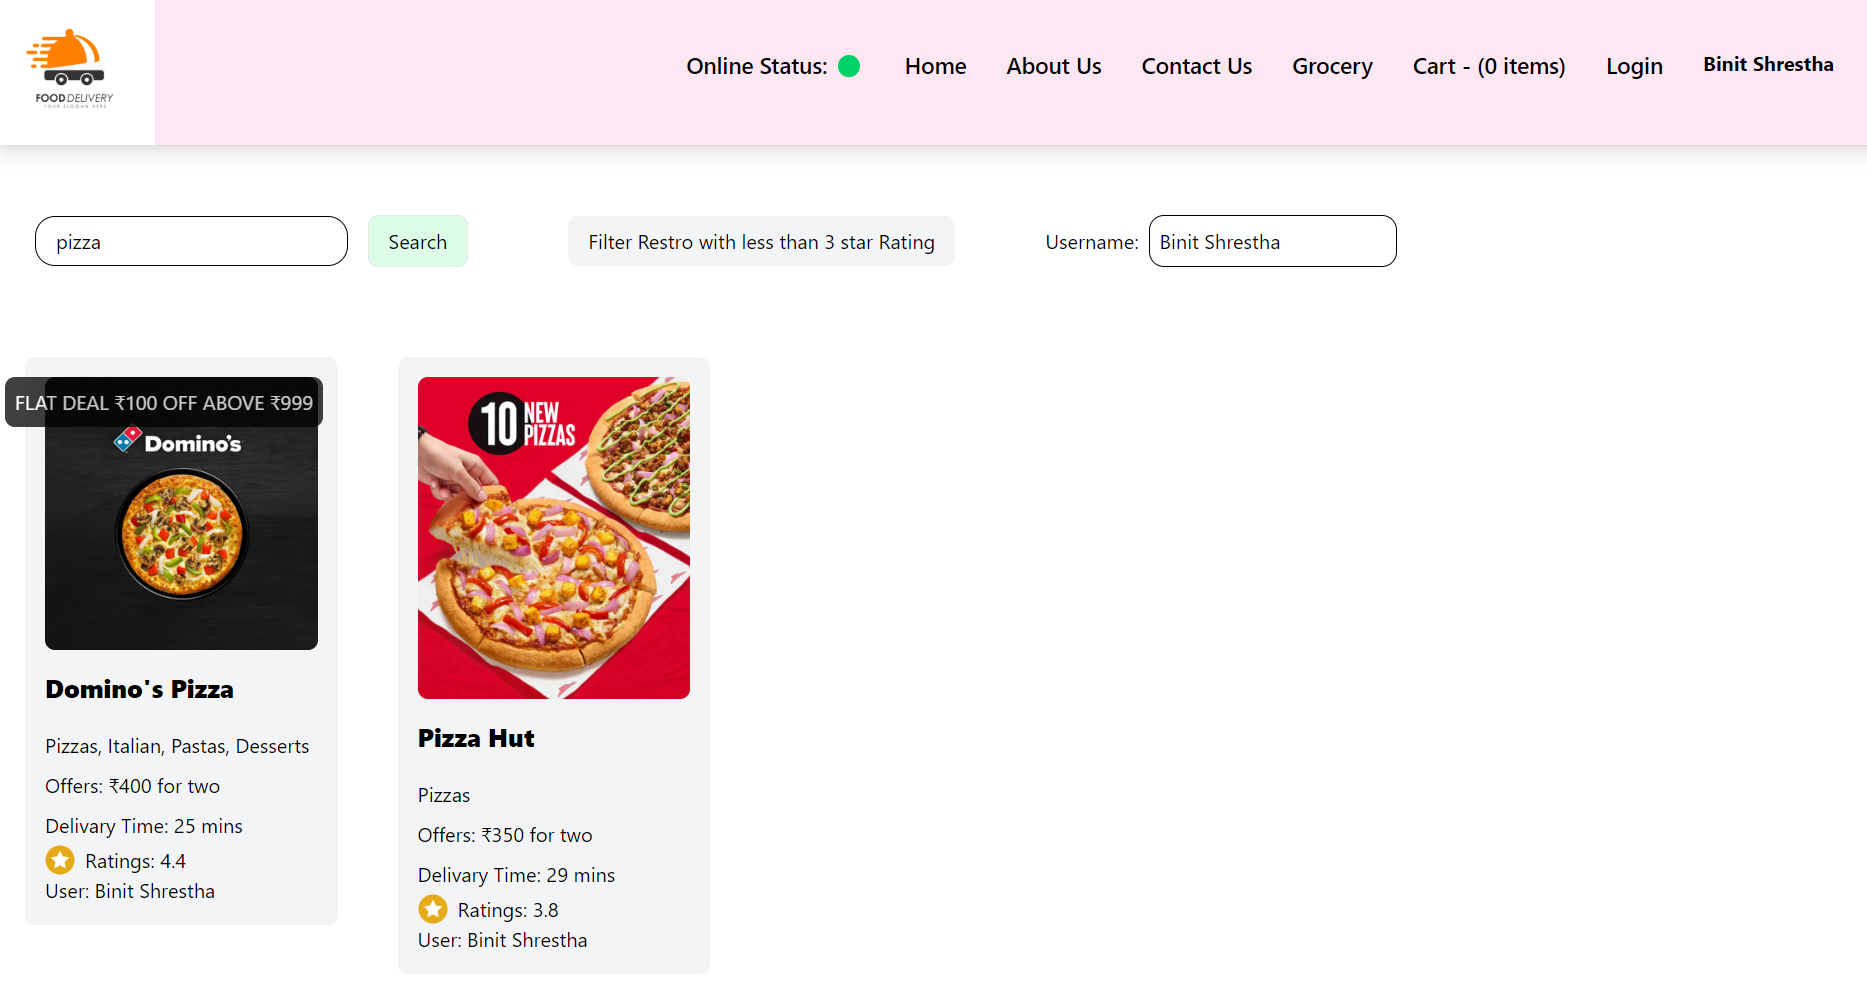 FOOD DELIVERY
YOUR SLOGAN HERE
Online Status:
Home
About Us
Contact Us
Grocery
Cart - (0 items)
Login
Binit Shrestha
pizza
Search
Filter Restro with less than 3 star Rating
Username:
Binit Shrestha
FLAT DEAL ₹100 OFF ABOVE ₹999
Domino's
Domino's Pizza
Pizzas, Italian, Pastas, Desserts
Offers: ₹400 for two
Delivary Time: 25 mins
Ratings: 4.4
User: Binit Shrestha
10 NEW
PIZZAS
Pizza Hut
Pizzas
Offers: ₹350 for two
Delivary Time: 29 mins
Ratings: 3.8
User: Binit Shrestha